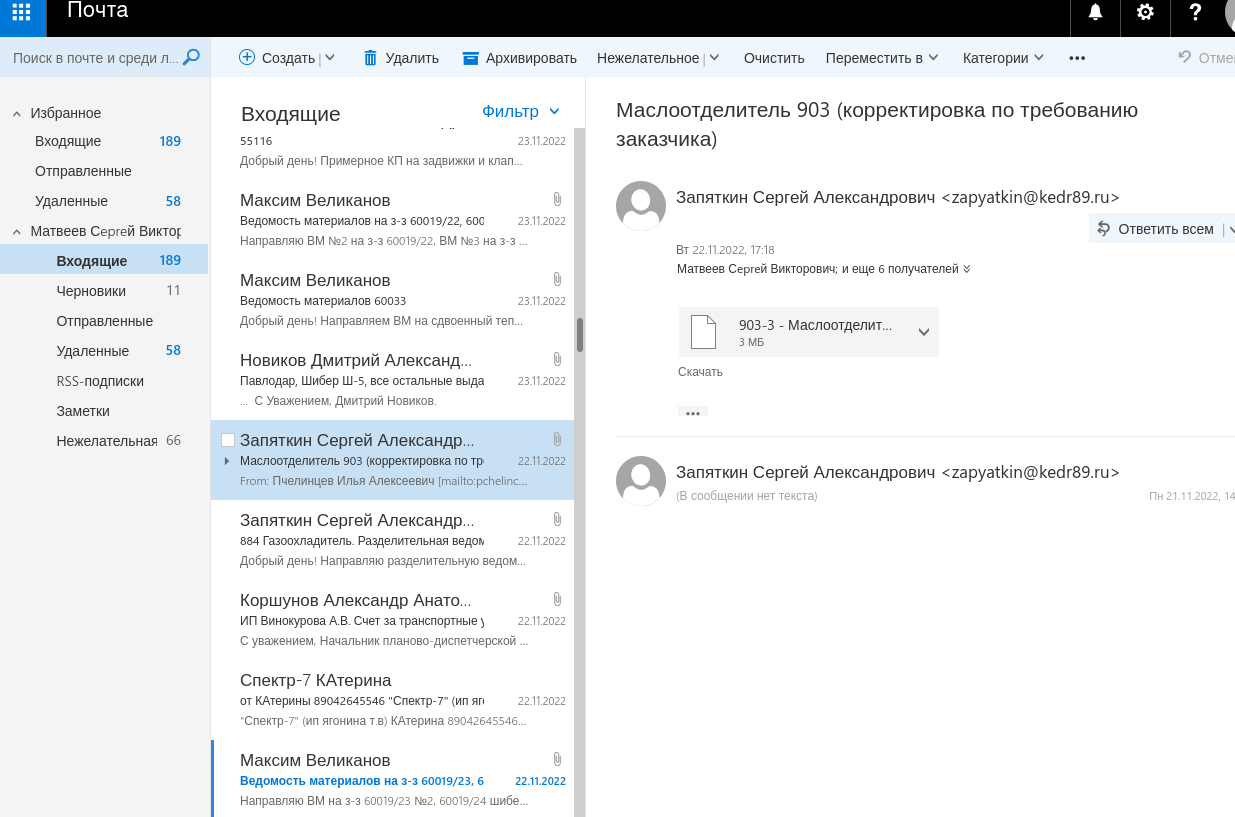 Почта
Поиск в почте и среди л...
Создать
Удалить
Архивировать
Нежелательное
Очистить
Переместить в
Категории
•••
Избранное
Входящие 189
Отправленные
Удаленные 58
Матвеев Сергей Виктор
Входящие 189
Черновики 11
Отправленные
Удаленные 58
RSS-подписки
Заметки
Нежелательная 66
Входящие
Фильтр
55116 23.11.2022
Добрый день! Примерное КП на задвижки и клап...
Максим Великанов
Ведомость материалов на з-з 60019/22, 600 23.11.2022
Направляю ВМ №2 на з-з 60019/22, ВМ №3 на з-з ...
Максим Великанов
Ведомость материалов 60033 23.11.2022
Добрый день! Направляем ВМ на сдвоенный теп...
Новиков Дмитрий Александ...
Павлодар, Шибер Ш-5, все остальные выда 23.11.2022
... С Уважением, Дмитрий Новиков.
Запяткин Сергей Александр...
Маслоотделитель 903 (корректировка по тре 22.11.2022
From: Пчелинцев Илья Алексеевич [mailto:pchelinc...
Запяткин Сергей Александр...
884 Газоохладитель. Разделительная ведом 22.11.2022
Добрый день! Направляю разделительную ведом...
Коршунов Александр Анато...
ИП Винокурова А.В. Счет за транспортные у 22.11.2022
С уважением, Начальник планово-диспетчерской ...
Спектр-7 КАтерина
от КАтерины 89042645546 "Спектр-7" (ип яго 22.11.2022
"Спектр-7" (ип ягонина т.в) КАтерина 89042645546...
Максим Великанов
Ведомость материалов на з-з 60019/23, 6 22.11.2022
Направляю ВМ на з-з 60019/23 №2, 60019/24 шибе...
Маслоотделитель 903 (корректировка по требованию
заказчика)
Запяткин Сергей Александрович <zapyatkin@kedr89.ru>
Ответить всем
Вт 22.11.2022, 17:18
Матвеев Сергей Викторович; и еще 6 получателей
903-3 - Маслоотделит...
3 МБ
Скачать
•••
Запяткин Сергей Александрович <zapyatkin@kedr89.ru>
(В сообщении нет текста) Пн 21.11.2022, 14